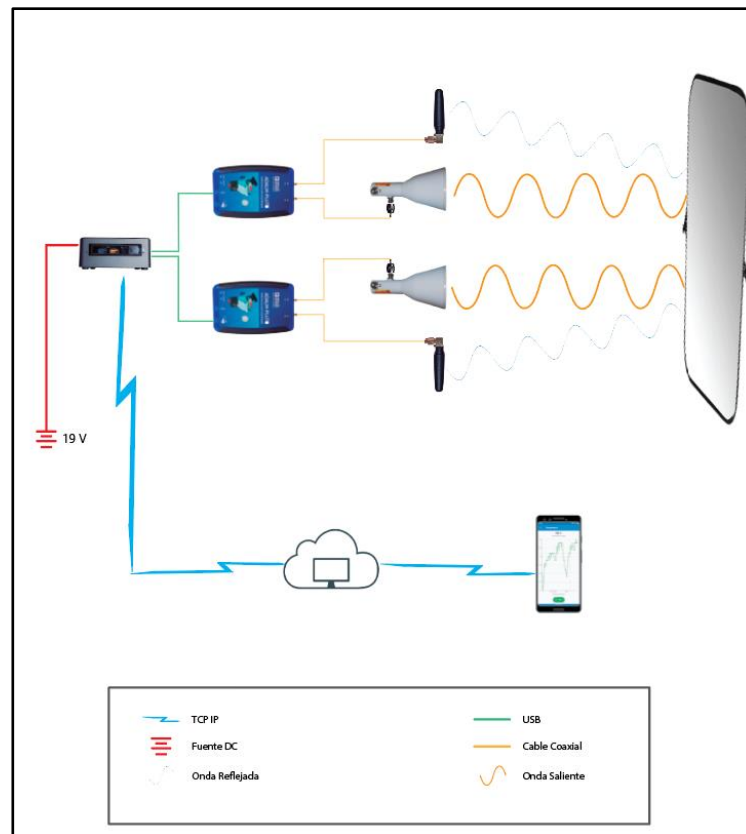 19 V
TCP IP
USB
Fuente DC
Cable Coaxial
Onda Reflejada
Onda Saliente